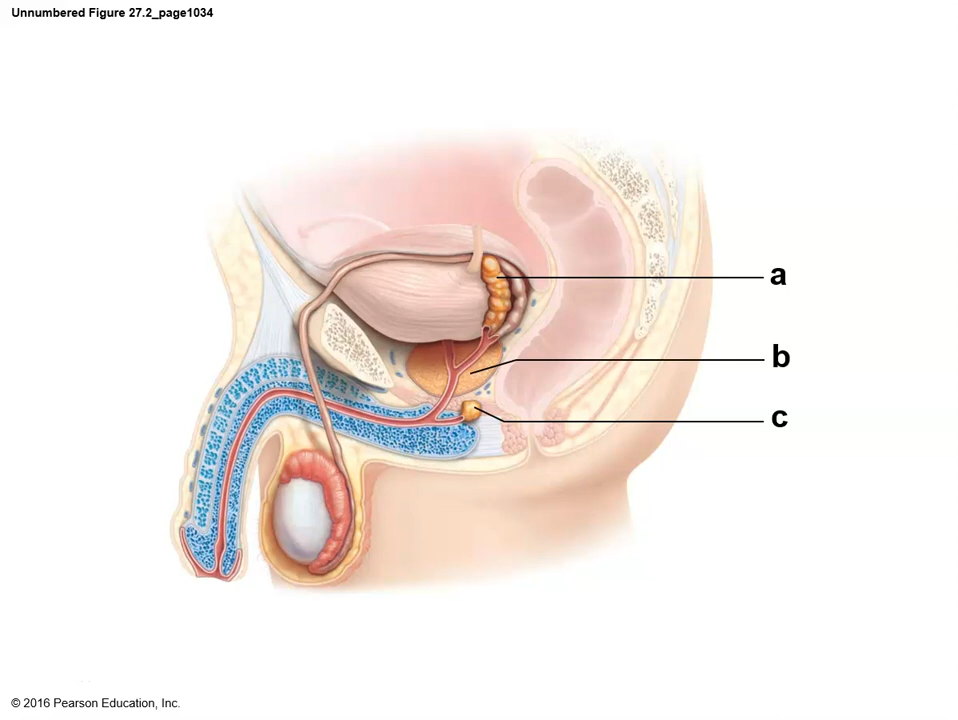 Unnumbered Figure 27.2_page1034
a
b
c
© 2016 Pearson Education, Inc.